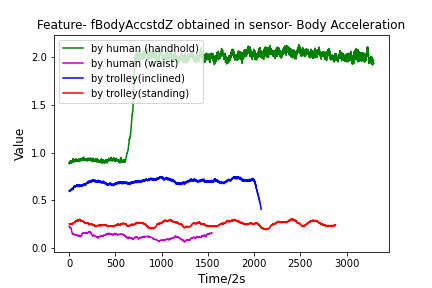 Feature- fBodyAccstdZ obtained in sensor- Body Acceleration
by human (handhold)
by human (waist)
by trolley(inclined)
by trolley(standing)
Value
2.0
1.5
1.0
0.5
0.0
0 500 1000 1500 2000 2500 3000
Time/2s